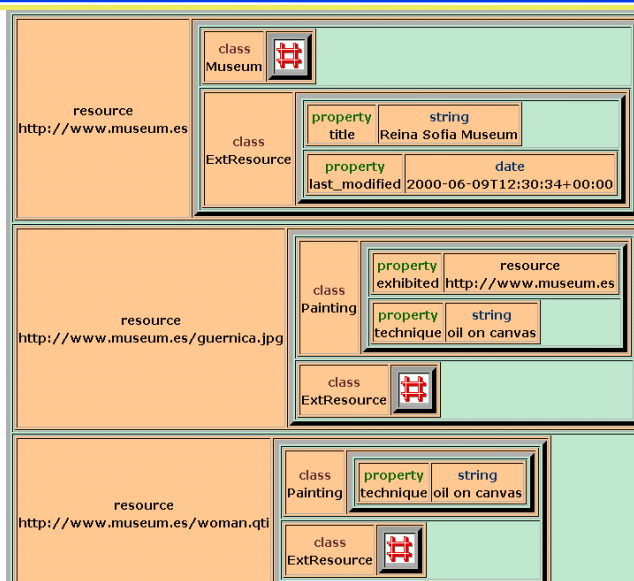 class
Museum
resource
http://www.museum.es
class
ExtResource
property string
title Reina Sofia Museum
property date
last_modified 2000-06-09T12:30:34+00:00
resource
http://www.museum.es/guernica.jpg
class
Painting
property resource
exhibited http://www.museum.es
property string
technique oil on canvas
class
ExtResource
resource
http://www.museum.es/woman.qti
class
Painting
property string
technique oil on canvas
class
ExtResource